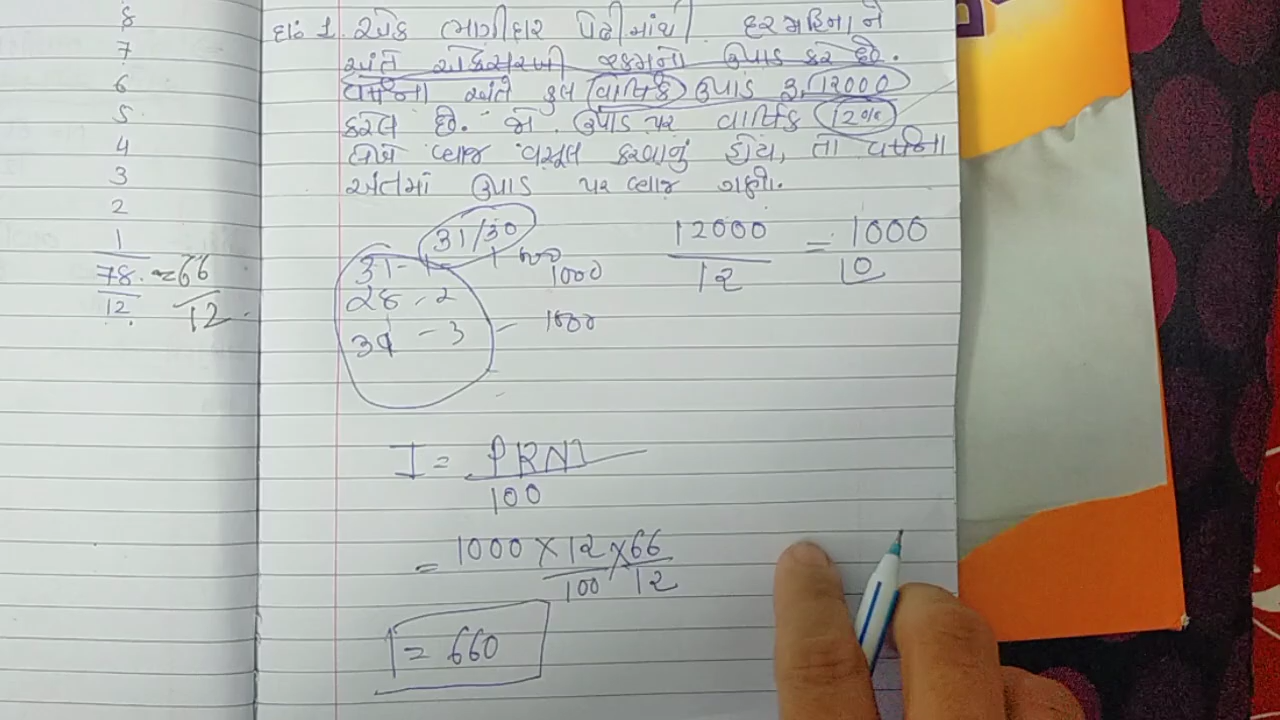 8
7
6
5
4
3
2
1
78 ~ 66
12 12
દા. 1. એક ભાગીદાર પેઢીમાંથી દર મહિનાને
અંતે એકસરખી રકમનો ઉપાડ કરે છે.
વર્ષના અંતે કુલ વાર્ષિક ઉપાડ રૂ. 12000
કરેલ છે. જો ઉપાડ પર વાર્ષિક 12%
લેખે વ્યાજ વસૂલ કરવાનું હોય, તો વર્ષના
અંતમાં ઉપાડ પર વ્યાજ ગણો.
31/30
31 - 1
1000
28 - 2
- 3 - 1000
12000 = 1000
12
I = PRN
100
= 1000 × 12 × 66
100 12
= 660